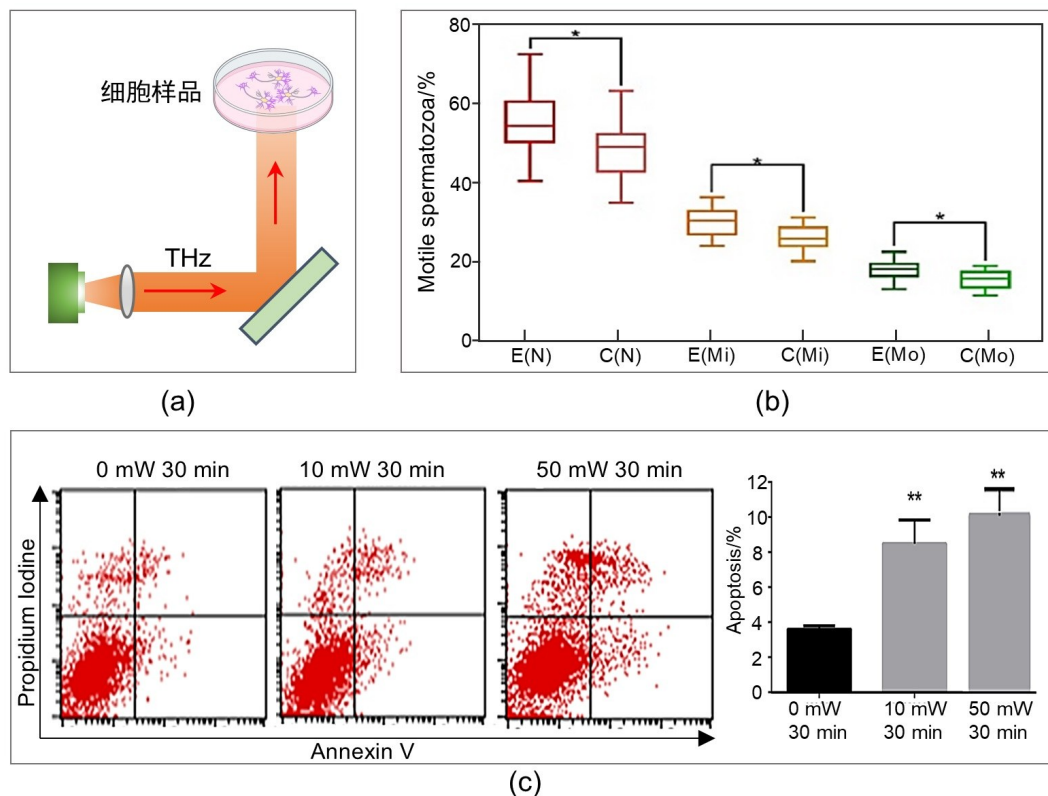 细胞样品
THz
(a)
Motile spermatozoa/%
80
60
40
20
0
*
*
*
E(N) C(N) E(Mi) C(Mi) E(Mo) C(Mo)
(b)
0 mW 30 min 10 mW 30 min 50 mW 30 min
Propidium Iodine
Annexin V
Apoptosis/%
12
10
8
6
4
2
0
** **
0 mW 10 mW 50 mW
30 min 30 min 30 min
(c)